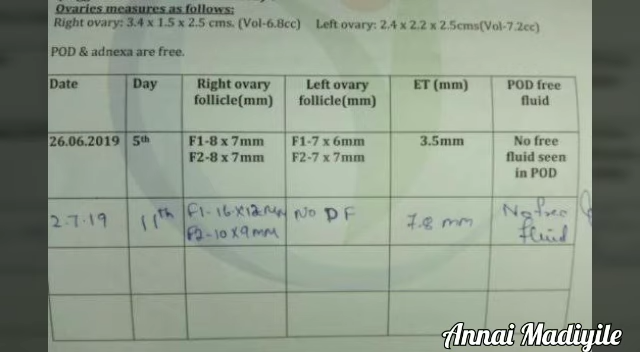 Ovaries measures as follows:
Right ovary: 3.4 x 1.5 x 2.5 cms. (Vol-6.8cc) Left ovary: 2.4 x 2.2 x 2.5cms(Vol-7.2cc)
POD & adnexa are free.
Date Day Right ovary follicle(mm) Left ovary follicle(mm) ET (mm) POD free fluid
26.06.2019 5th F1-8 x 7mm F1-7 x 6mm 3.5mm No free
F2-8 x 7mm F2-7 x 7mm fluid seen
in POD
2.7.19 11th F1-16x12mm No DF 7.8 mm No free
F2-10x9mm fluid
Annai Madiyile